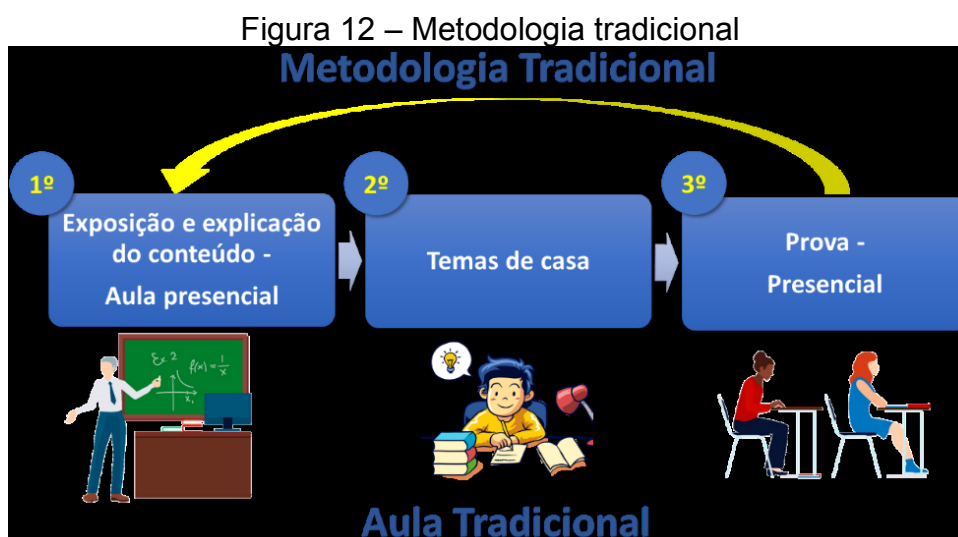 Figura 12 – Metodologia tradicional
Metodologia Tradicional
1º
Exposição e explicação
do conteúdo -
Aula presencial
2º
Temas de casa
3º
Prova -
Presencial
Ex 2
f(x) = 1/x
x,
Aula Tradicional